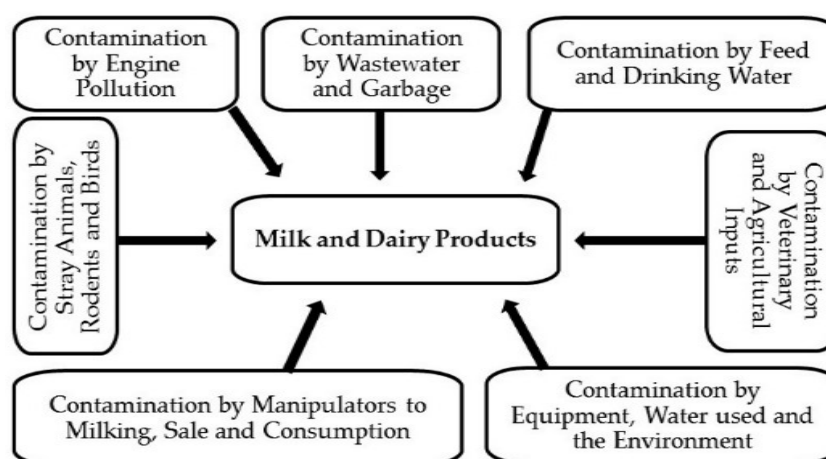 Contamination
by Engine
Pollution
Contamination
by Wastewater
and Garbage
Contamination by Feed
and Drinking Water
Contamination by
Stray Animals,
Rodents and Birds
Milk and Dairy Products
Contamination
by Veterinary
and Agricultural
Inputs
Contamination by Manipulators to
Milking, Sale and Consumption
Contamination by
Equipment, Water used and
the Environment